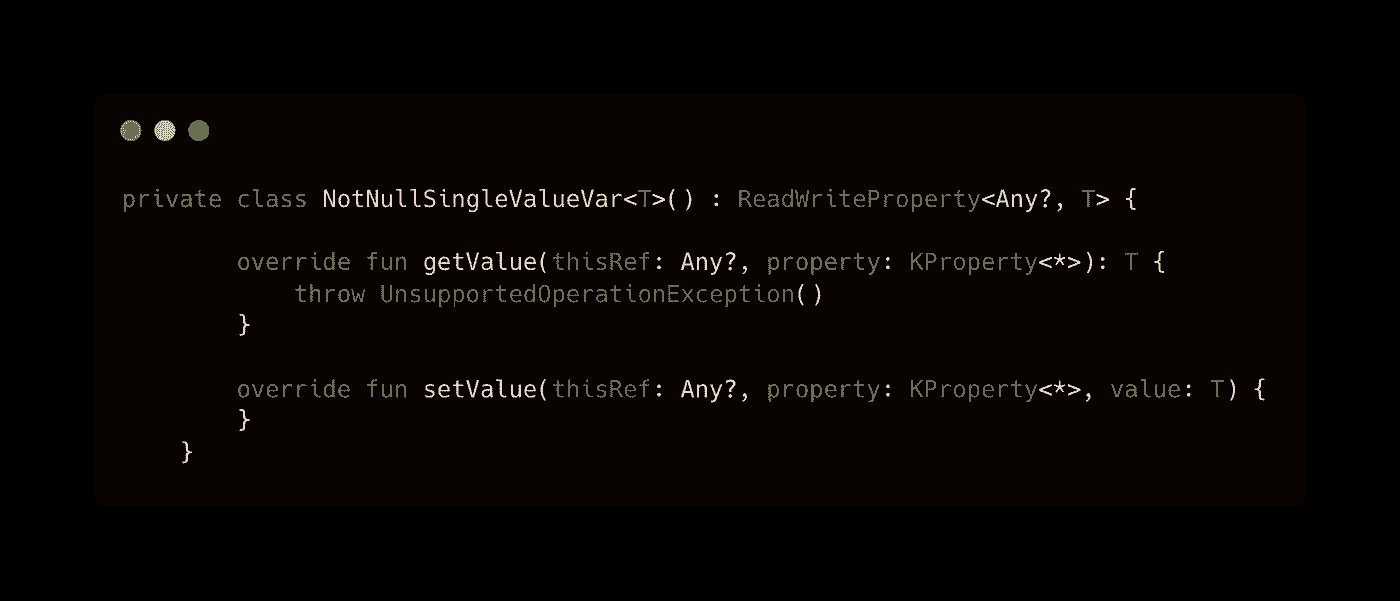 private class NotNullSingleValueVar<T>() : ReadWriteProperty<Any?, T> {
override fun getValue(thisRef: Any?, property: KProperty<*>): T {
throw UnsupportedOperationException()
}
override fun setValue(thisRef: Any?, property: KProperty<*>, value: T) {
}
}